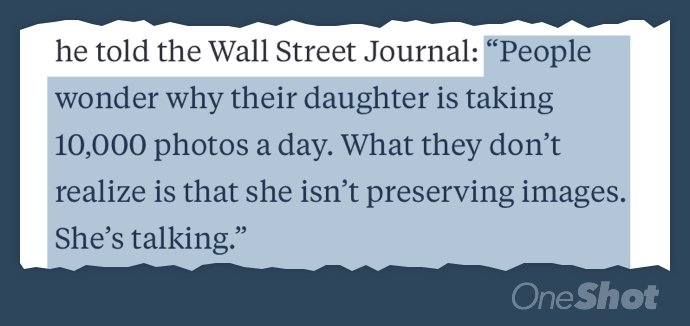 he told the Wall Street Journal: “People
wonder why their daughter is taking
10,000 photos a day. What they don’t
realize is that she isn’t preserving images.
She’s talking.”
OneShot